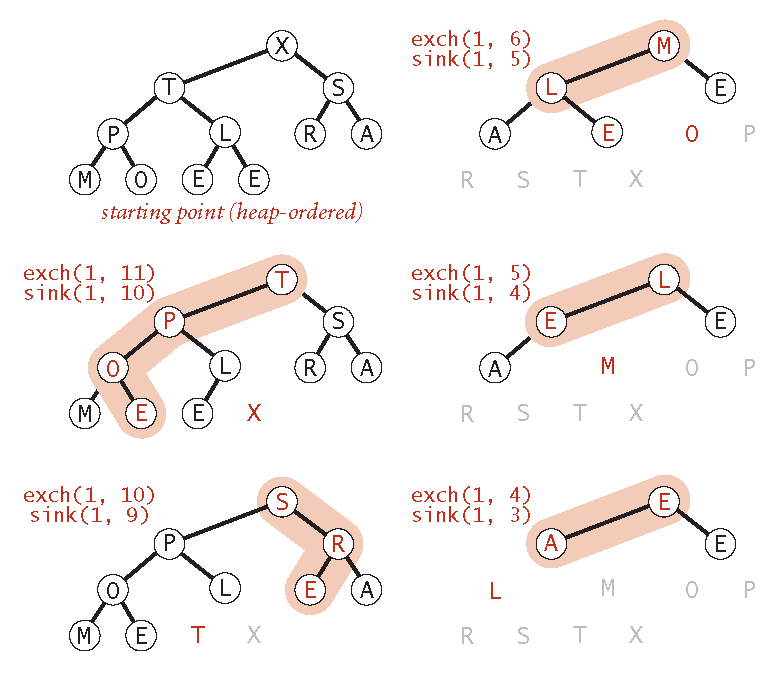 X
T S
P L R A
M O E E
starting point (heap-ordered)
exch(1, 11)
sink(1, 10)
T
P S
O L R A
M E E X
exch(1, 10)
sink(1, 9)
S
P R
O L E A
M E T X
exch(1, 6)
sink(1, 5)
M
L E
A E O P
R S T X
exch(1, 5)
sink(1, 4)
L
E E
A M O P
R S T X
exch(1, 4)
sink(1, 3)
E
A E
L M O P
R S T X